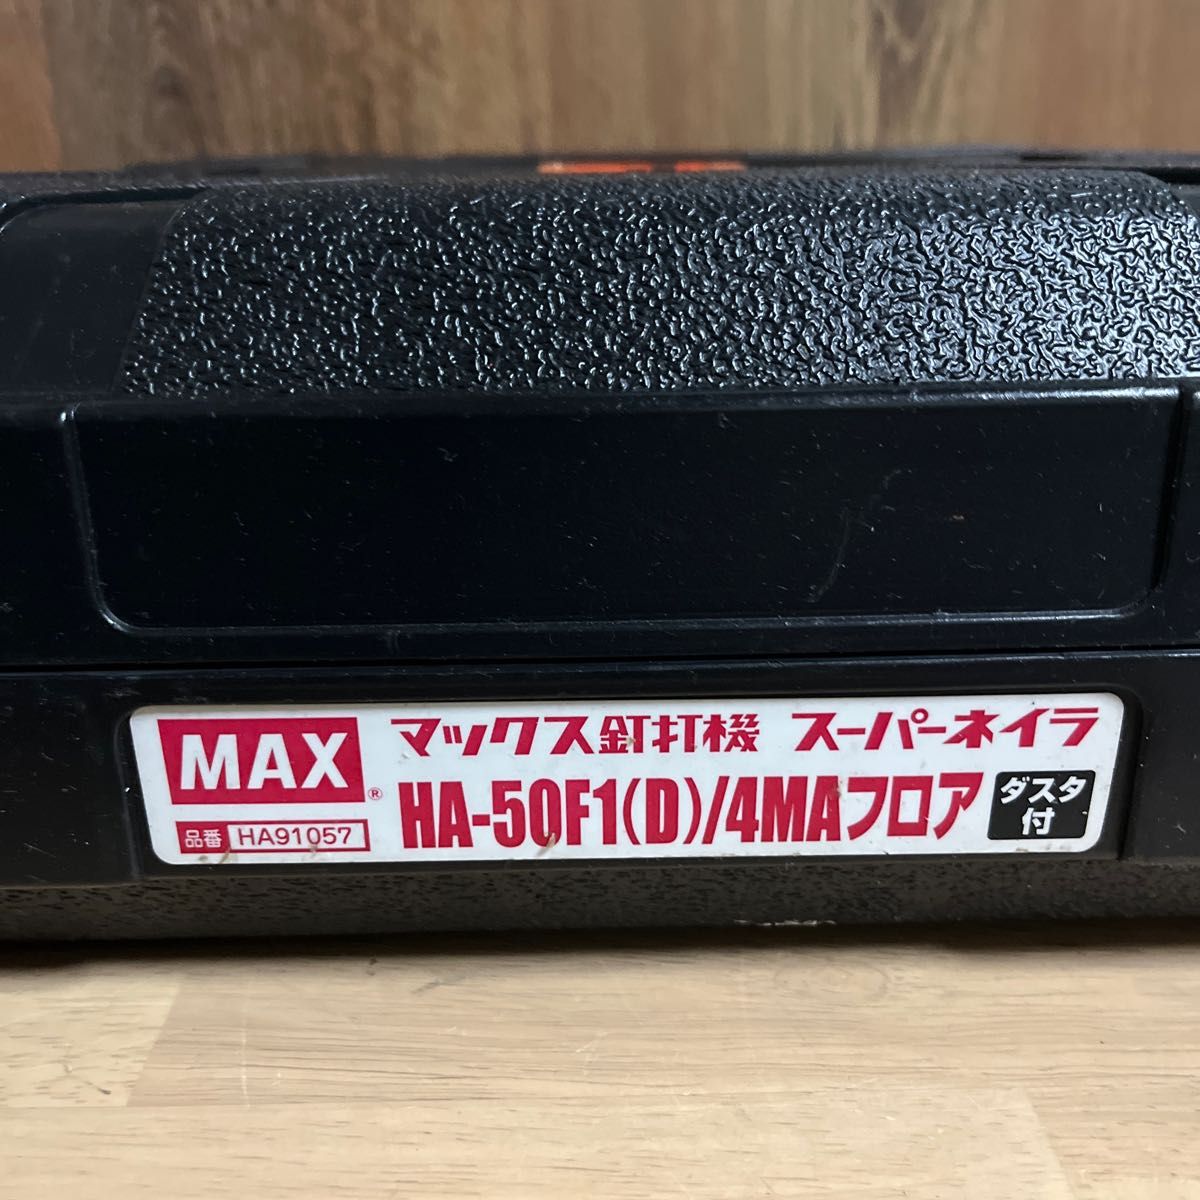 MAX®
マックス釘打機 スーパーネイラ
HA-50F1(D)/4MAフロア
ダスタ付
品番 HA91057